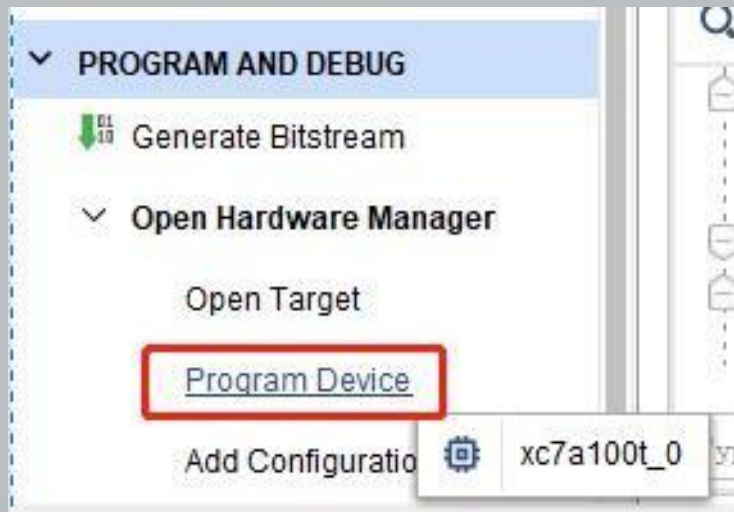 PROGRAM AND DEBUG
Generate Bitstream
Open Hardware Manager
Open Target
Program Device
Add Configuratio
xc7a100t_0